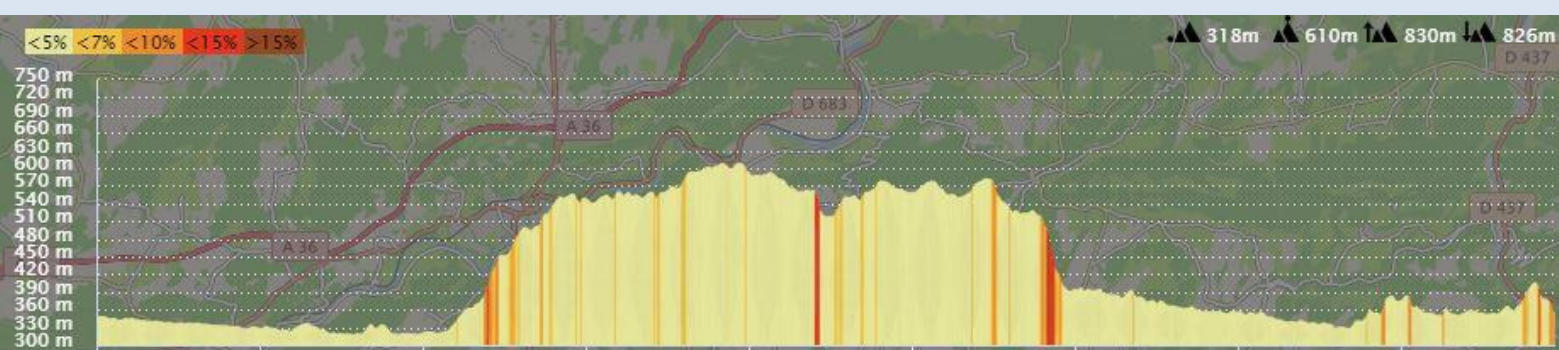 <5% <7% <10% <15% >15%
318m 610m 830m 826m
D 437
750 m
720 m
690 m
D 683
660 m
A 36
630 m
600 m
570 m
540 m
510 m
D 437
480 m
450 m
A 36
420 m
390 m
360 m
330 m
300 m